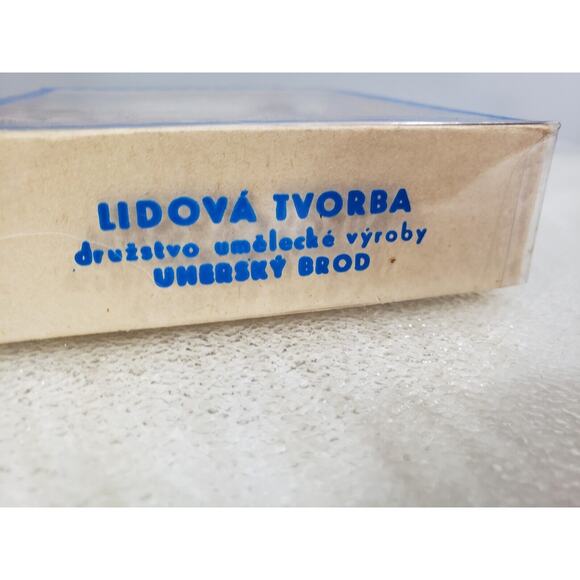 LIDOVÁ TVORBA
družstvo umělecké výroby
UHERSKÝ BROD